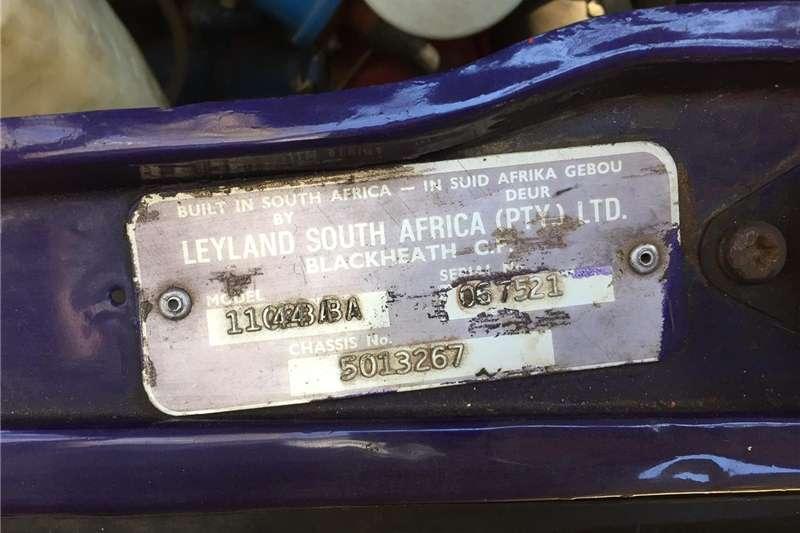 BUILT IN SOUTH AFRICA — IN SUID AFRIKA GEBOU
BY DEUR
LEYLAND SOUTH AFRICA (PTY.) LTD.
BLACKHEATH C.P.
MODEL SERIAL No.
067521
CHASSIS No.
5013267